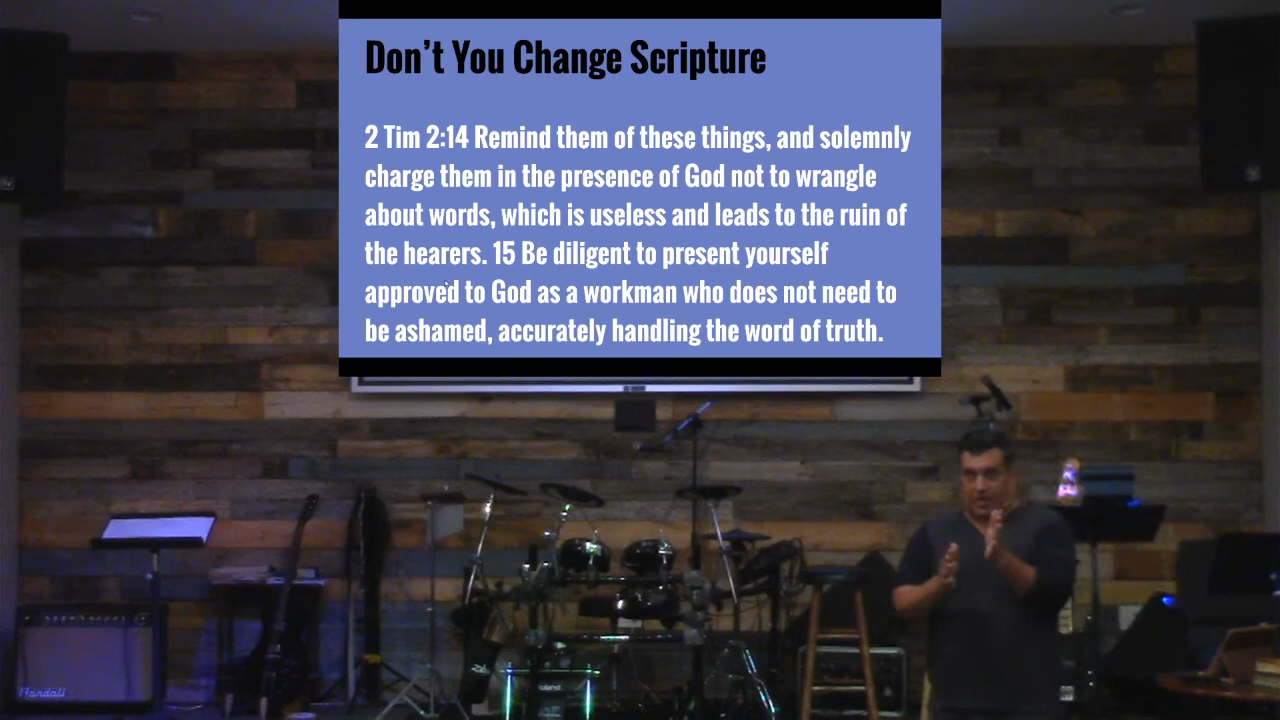 Don't You Change Scripture
2 Tim 2:14 Remind them of these things, and solemnly
charge them in the presence of God not to wrangle
about words, which is useless and leads to the ruin of
the hearers. 15 Be diligent to present yourself
approved to God as a workman who does not need to
be ashamed, accurately handling the word of truth.
Randall
Roland